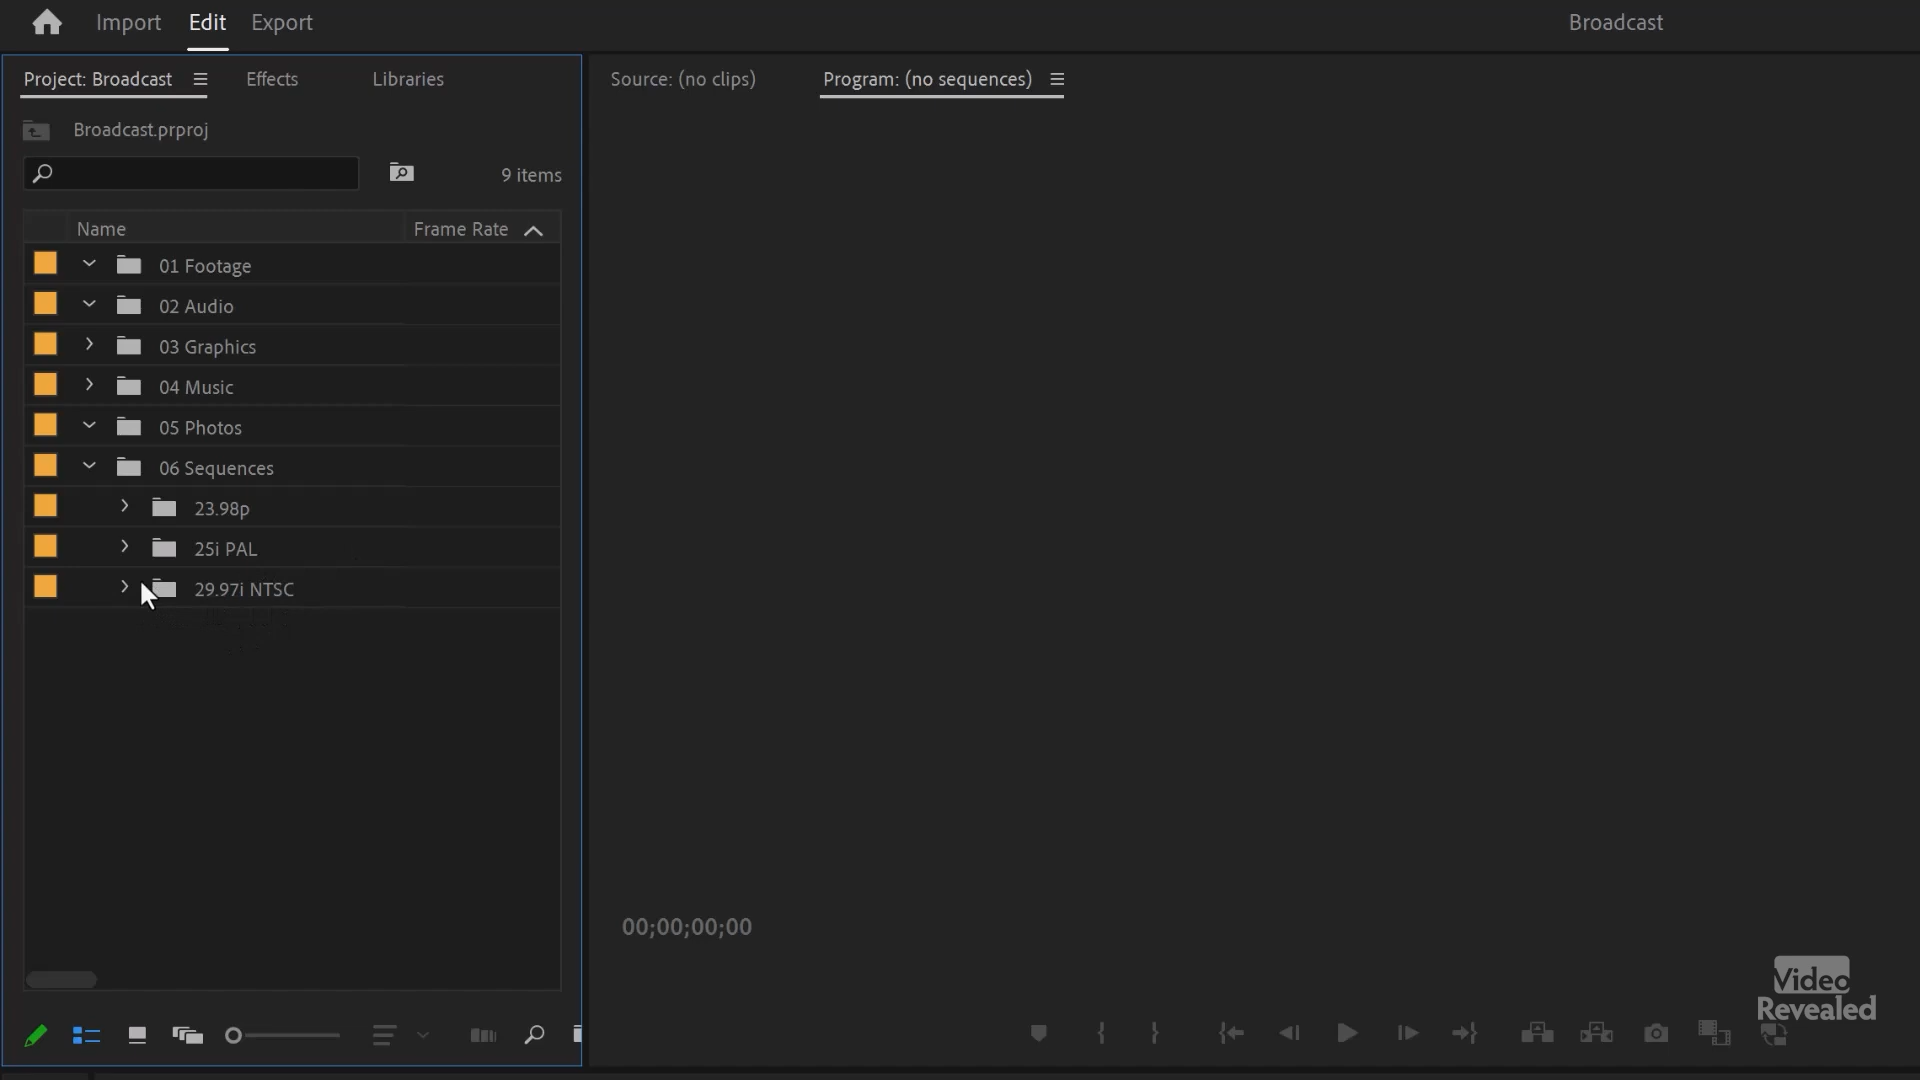 Import Edit Export Broadcast
Project: Broadcast Effects Libraries Source: (no clips) Program: (no sequences)
Broadcast.prproj
9 items
Name Frame Rate
01 Footage
02 Audio
03 Graphics
04 Music
05 Photos
06 Sequences
23.98p
25i PAL
29.97i NTSC
00;00;00;00
Video
Revealed